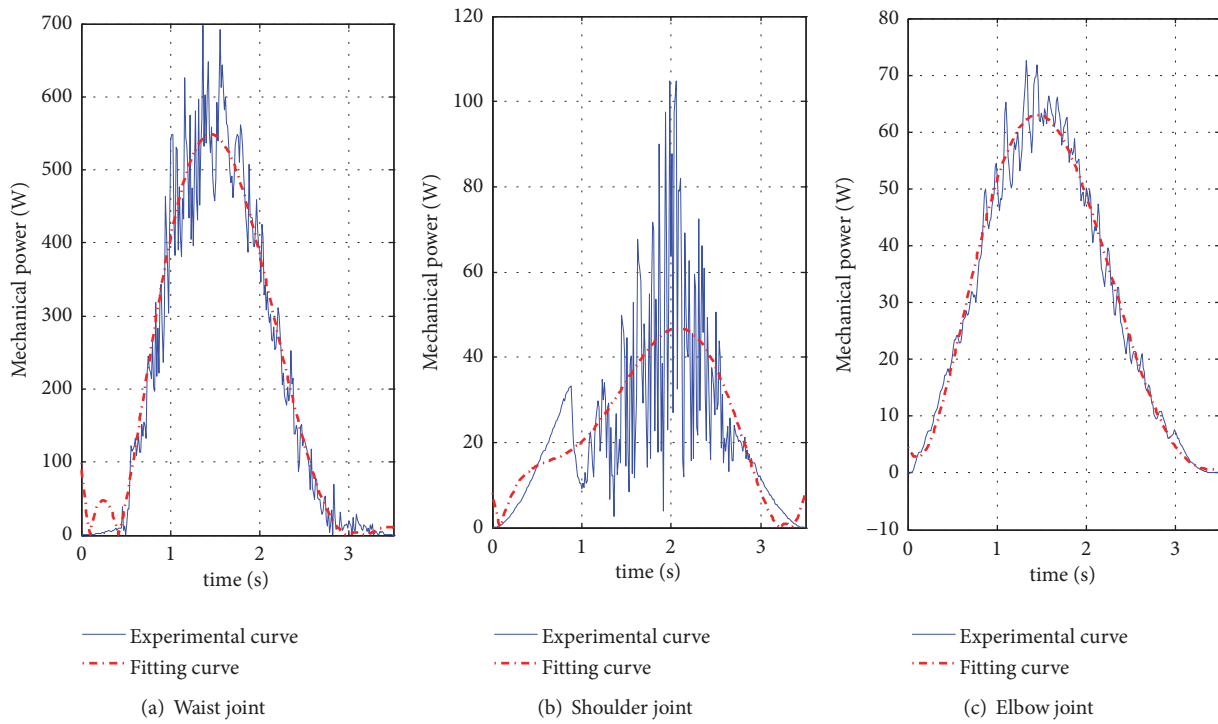 Mechanical power (W)
700
600
500
400
300
200
100
0
0 1 2 3
time (s)
Experimental curve
Fitting curve
(a) Waist joint
Mechanical power (W)
120
100
80
60
40
20
0
0 1 2 3
time (s)
Experimental curve
Fitting curve
(b) Shoulder joint
Mechanical power (W)
80
70
60
50
40
30
20
10
0
−10
0 1 2 3
time (s)
Experimental curve
Fitting curve
(c) Elbow joint